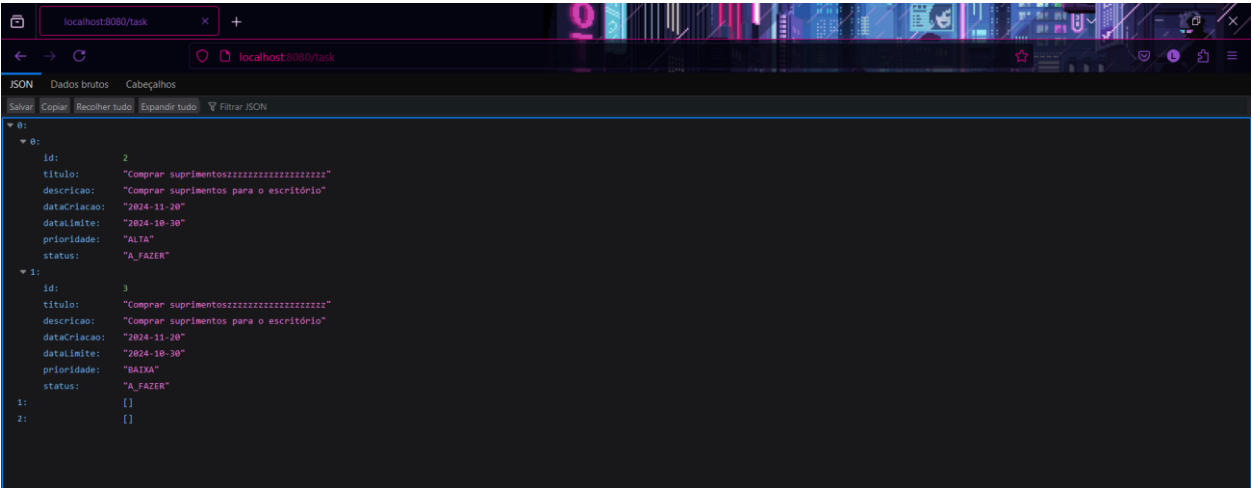 localhost:8080/task
localhost:8080/task
JSON Dados brutos Cabeçalhos
Salvar Copiar Recolher tudo Expandir tudo Filtrar JSON
0:
0:
id: 2
titulo: "Comprar suprimentoszzzzzzzzzzzzzzzzzzz"
descricao: "Comprar suprimentos para o escritório"
dataCriacao: "2024-11-20"
dataLimite: "2024-10-30"
prioridade: "ALTA"
status: "A_FAZER"
1:
id: 3
titulo: "Comprar suprimentoszzzzzzzzzzzzzzzzzzz"
descricao: "Comprar suprimentos para o escritório"
dataCriacao: "2024-11-20"
dataLimite: "2024-10-30"
prioridade: "BAIXA"
status: "A_FAZER"
1: []
2: []